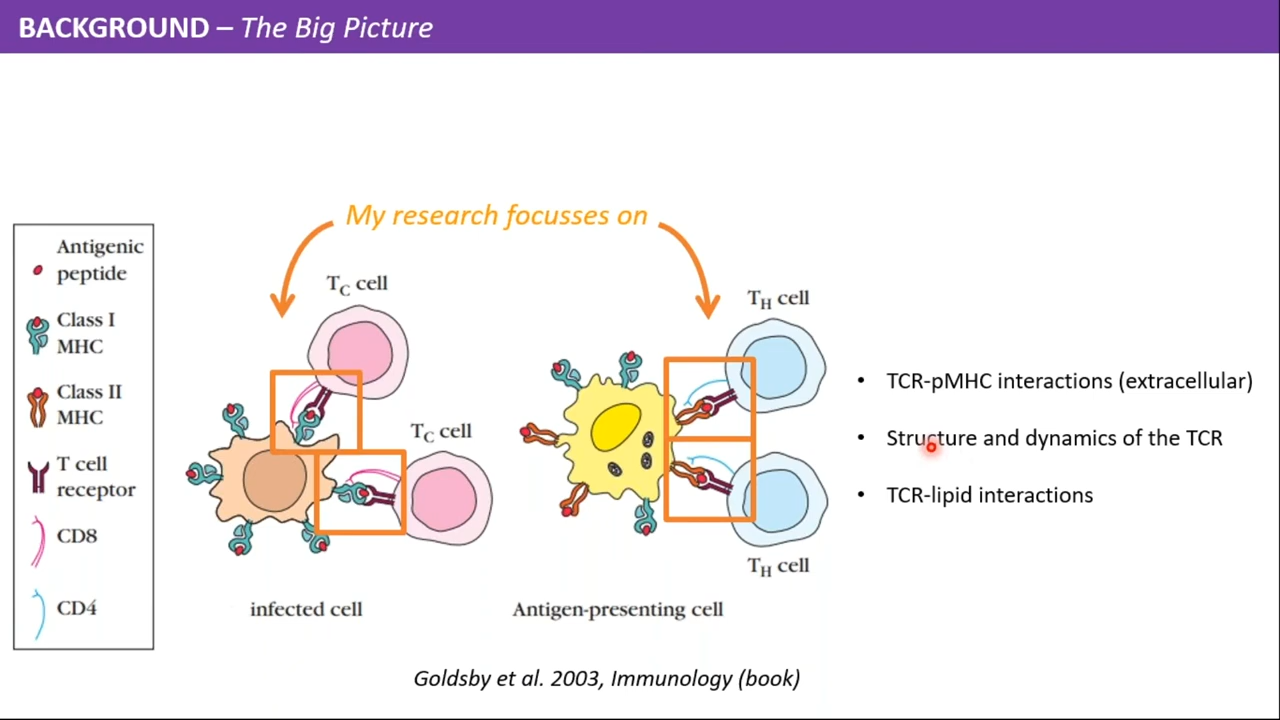 BACKGROUND – The Big Picture
My research focusses on
Antigenic
peptide
Class I
MHC
Class II
MHC
T cell
receptor
CD8
CD4
TC cell
TC cell
infected cell
TH cell
TH cell
Antigen-presenting cell
• TCR-pMHC interactions (extracellular)
• Structure and dynamics of the TCR
• TCR-lipid interactions
Goldsby et al. 2003, Immunology (book)